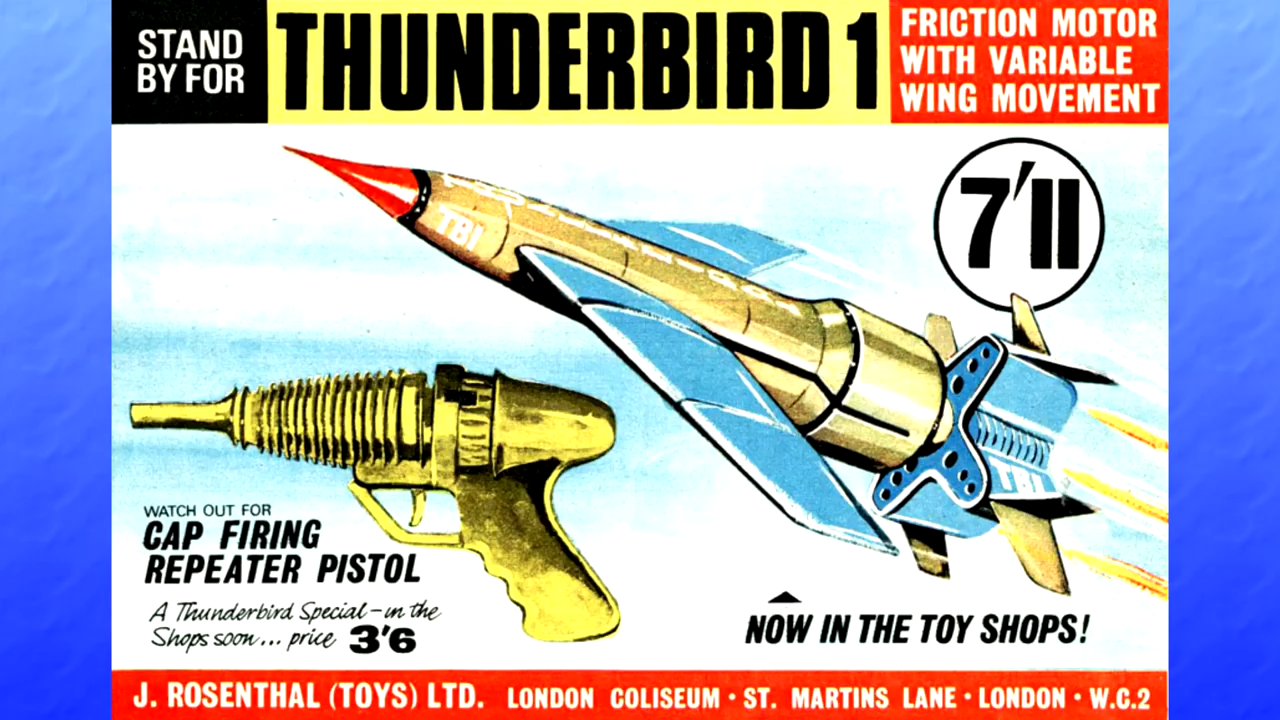 STAND
BY FOR
THUNDERBIRD 1
FRICTION MOTOR
WITH VARIABLE
WING MOVEMENT
7'11
TB1
TB1
WATCH OUT FOR
CAP FIRING
REPEATER PISTOL
A Thunderbird Special – in the
Shops soon... price 3'6
NOW IN THE TOY SHOPS!
J. ROSENTHAL (TOYS) LTD. LONDON COLISEUM · ST. MARTINS LANE · LONDON · W.C.2